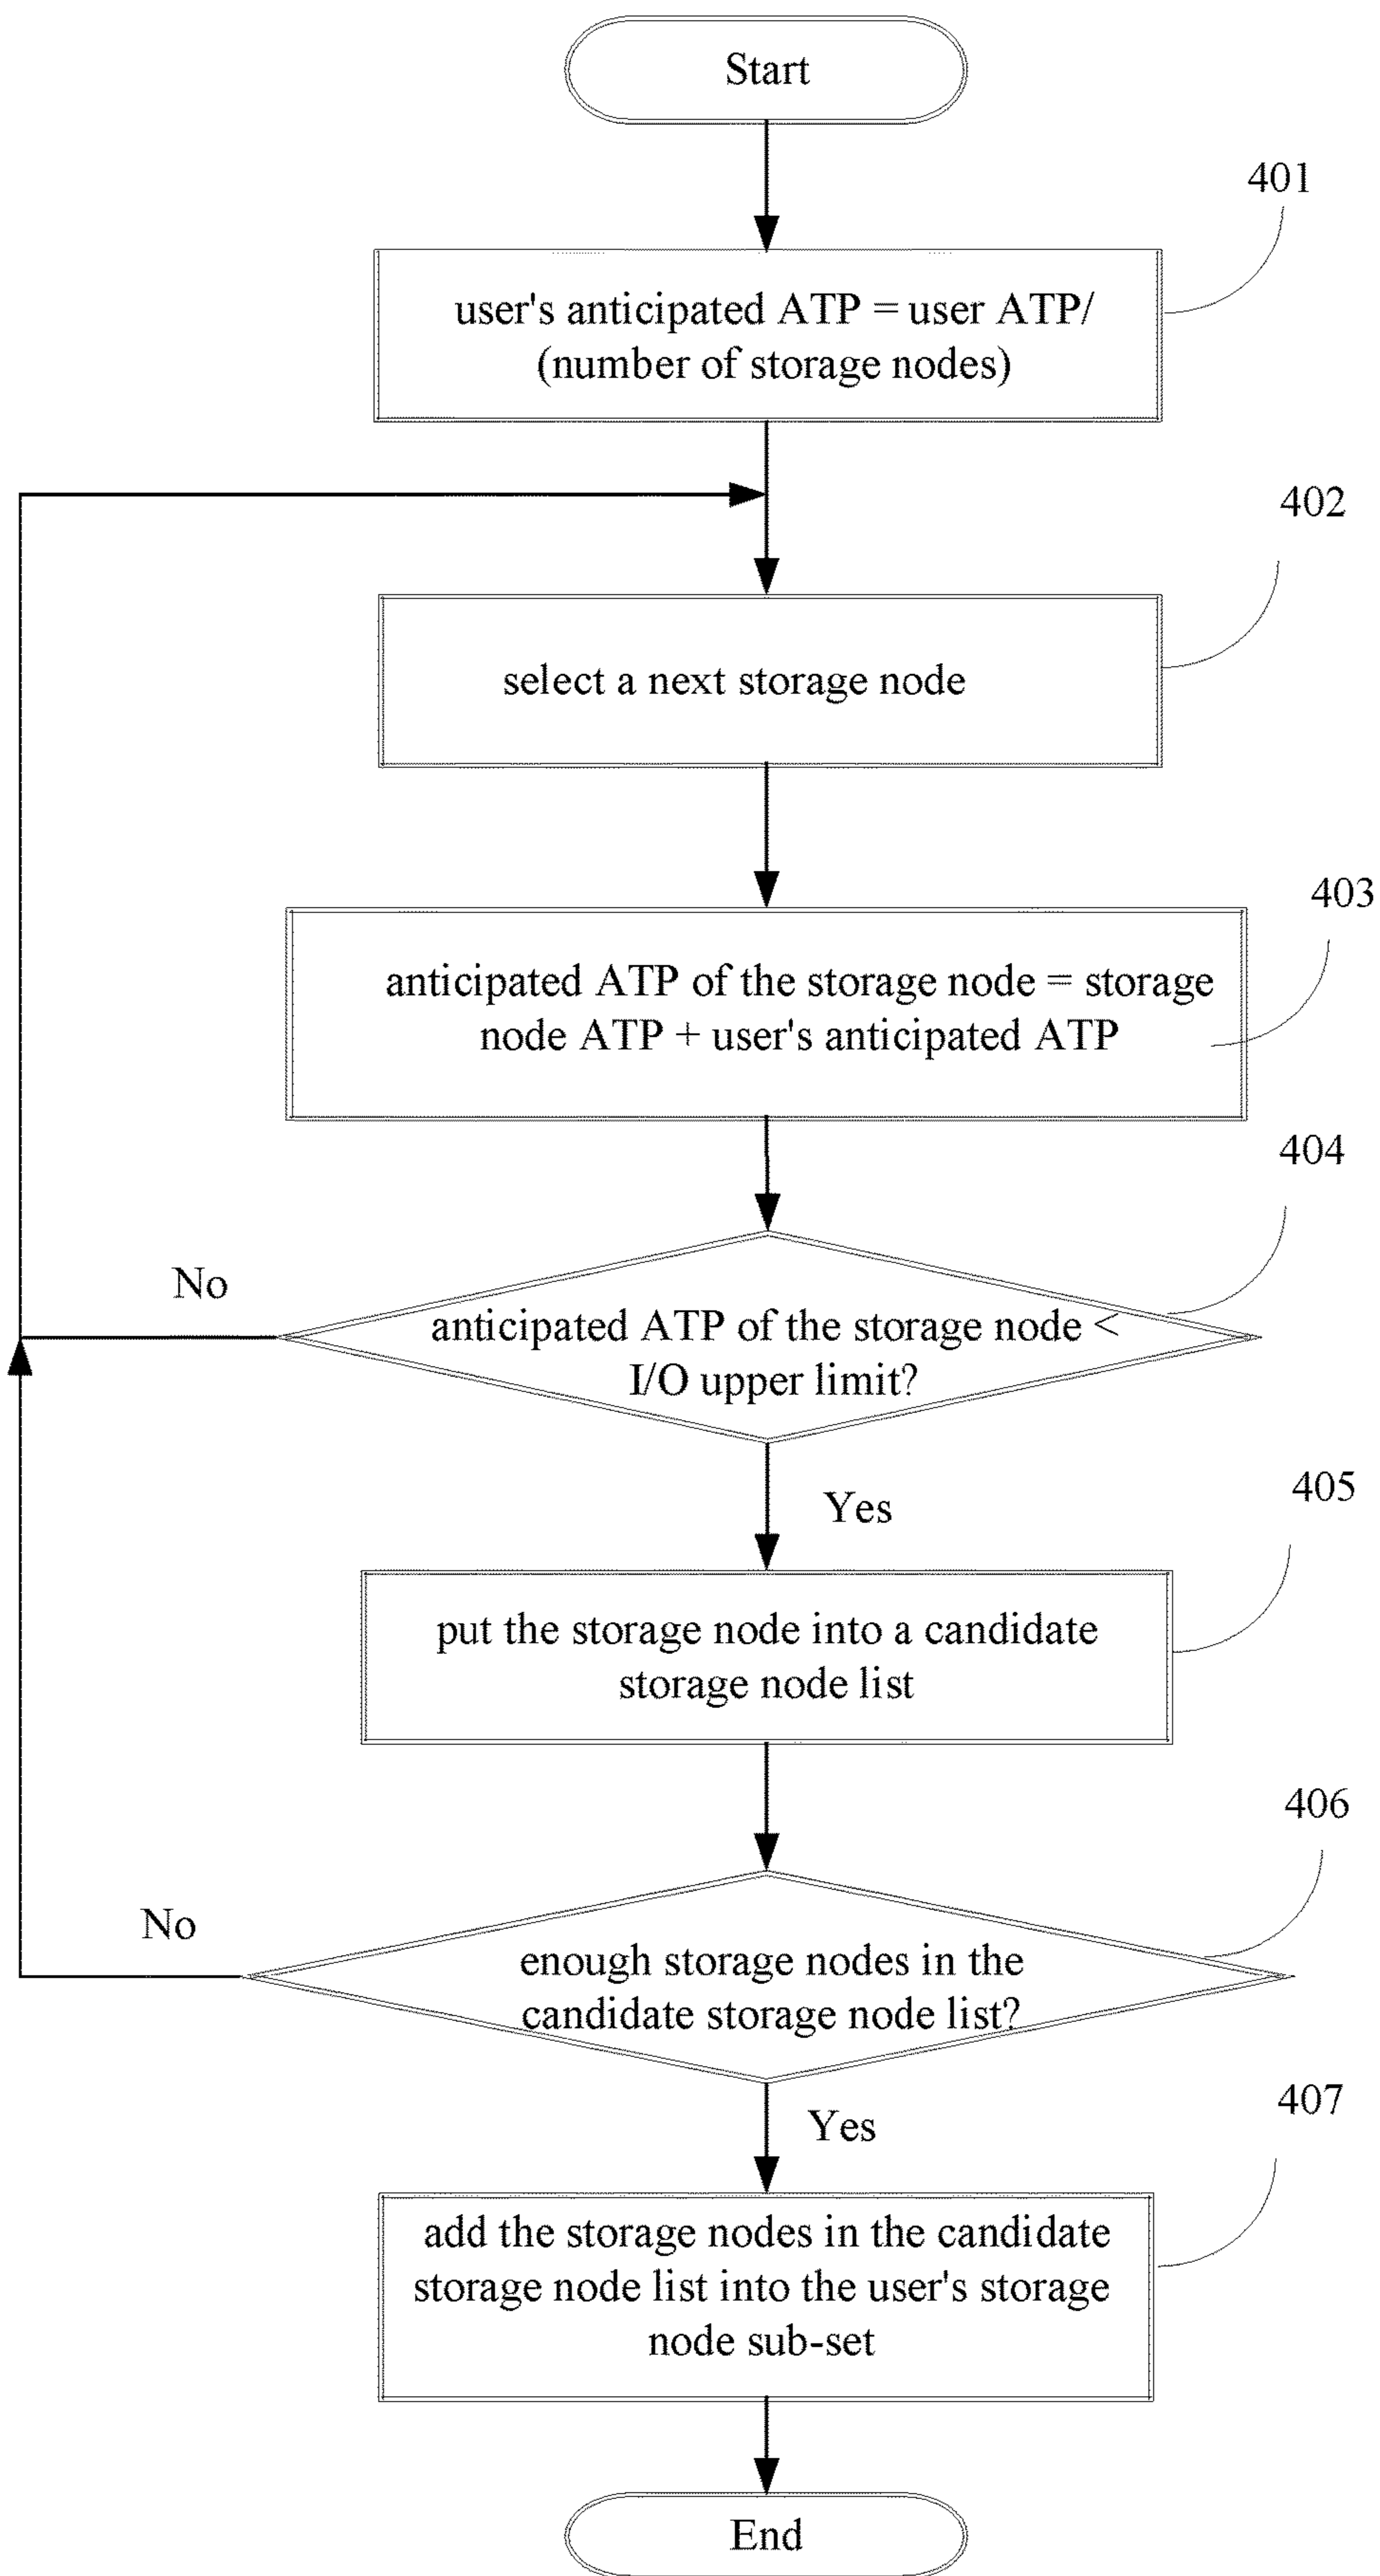 Start
401
user's anticipated ATP = user ATP/
(number of storage nodes)
402
select a next storage node
403
anticipated ATP of the storage node = storage
node ATP + user's anticipated ATP
404
No
anticipated ATP of the storage node <
I/O upper limit?
Yes
405
put the storage node into a candidate
storage node list
406
No
enough storage nodes in the
candidate storage node list?
Yes
407
add the storage nodes in the candidate
storage node list into the user's storage
node sub-set
End